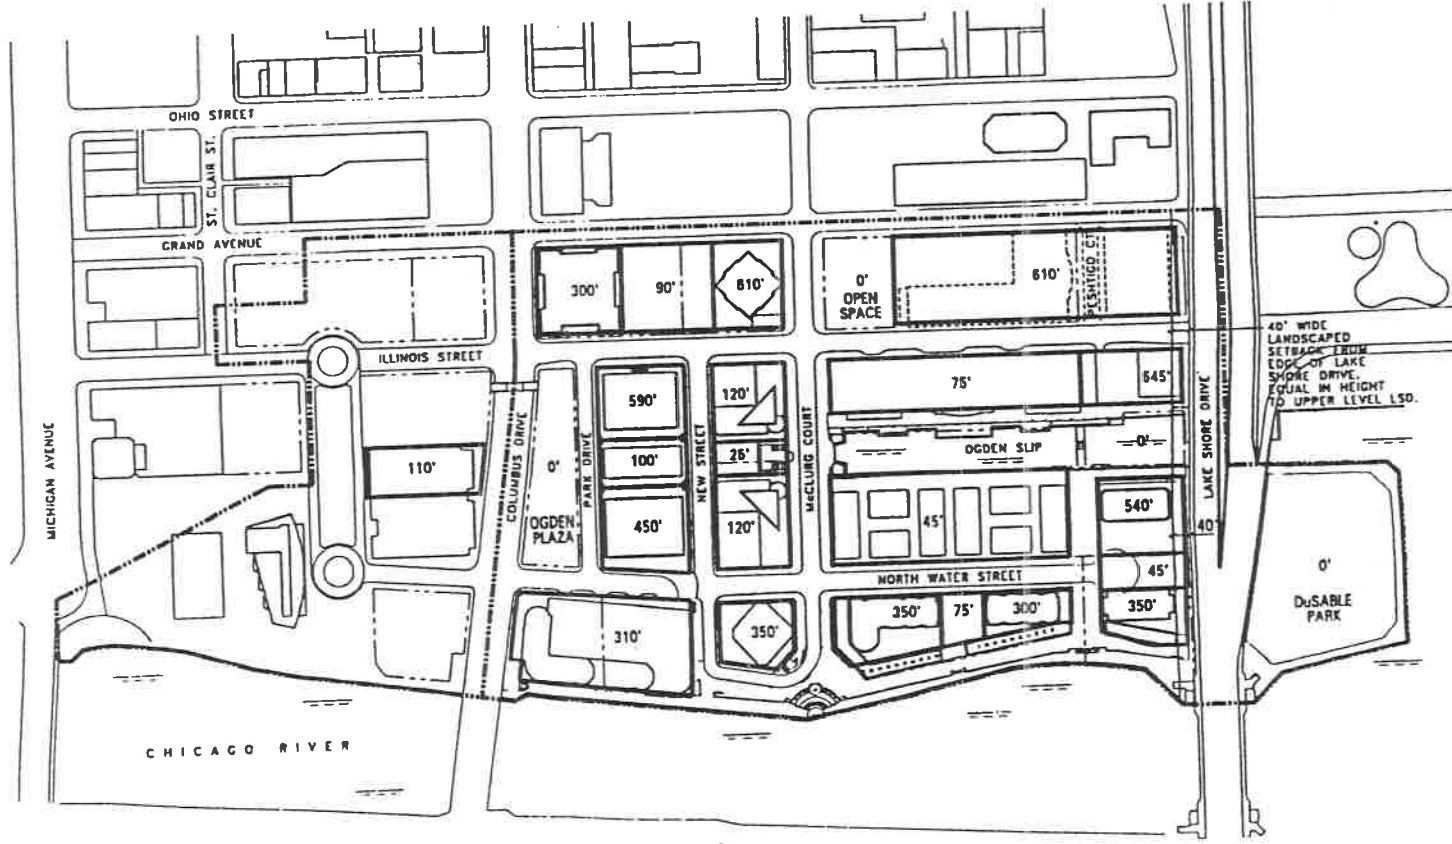 OHIO STREET
ST. CLAIR ST.
GRAND AVENUE
300'
90'
610'
0'
OPEN
SPACE
610'
PESHTIGO CT.
40' WIDE
LANDSCAPED
SETBACK FROM
EDGE OF LAKE
SHORE DRIVE.
EQUAL IN HEIGHT
TO UPPER LEVEL LSD.
ILLINOIS STREET
MICHIGAN AVENUE
110'
COLUMBUS DRIVE
0'
OGDEN
PLAZA
PARK DRIVE
590'
100'
450'
NEW STREET
120'
26'
120'
McCLURG COURT
75'
545'
OGDEN SLIP
0'
LAKE SHORE DRIVE
45'
540'
40'
45'
NORTH WATER STREET
350'
75'
300'
350'
310'
350'
0'
DuSABLE
PARK
CHICAGO RIVER